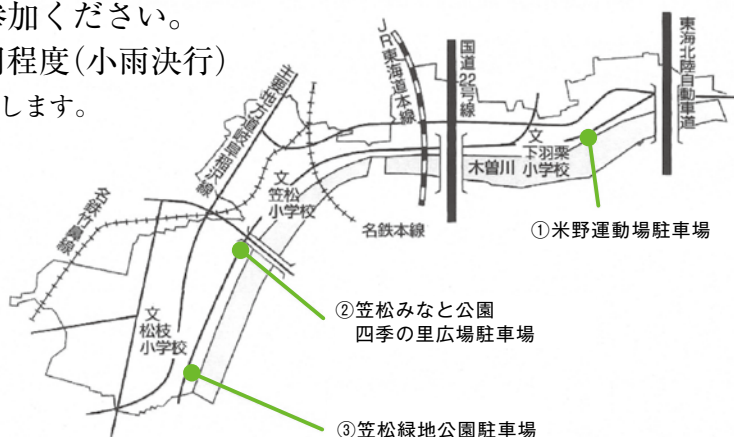 参加ください。
間程度(小雨決行)
します。
JR東海道本線
国道22号線
東海北陸自動車道
主要地方道岐阜稲沢線
名鉄竹鼻線
文
笠松
小学校
文
下羽栗
小学校
木曽川
名鉄本線
①米野運動場駐車場
②笠松みなと公園
四季の里広場駐車場
文
松枝
小学校
③笠松緑地公園駐車場